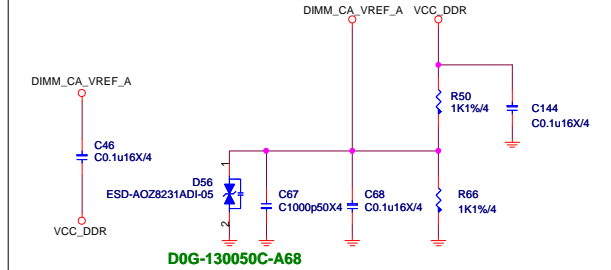 DIMM_CA_VREF_A
VCC_DDR
DIMM_CA_VREF_A
R50
1K1%/4
C144
C0.1u16X/4
C46
C0.1u16X/4
1
D56
ESD-AOZ8231ADI-05
2
C67
C1000p50X4
C68
C0.1u16X/4
R66
1K1%/4
VCC_DDR
D0G-130050C-A68